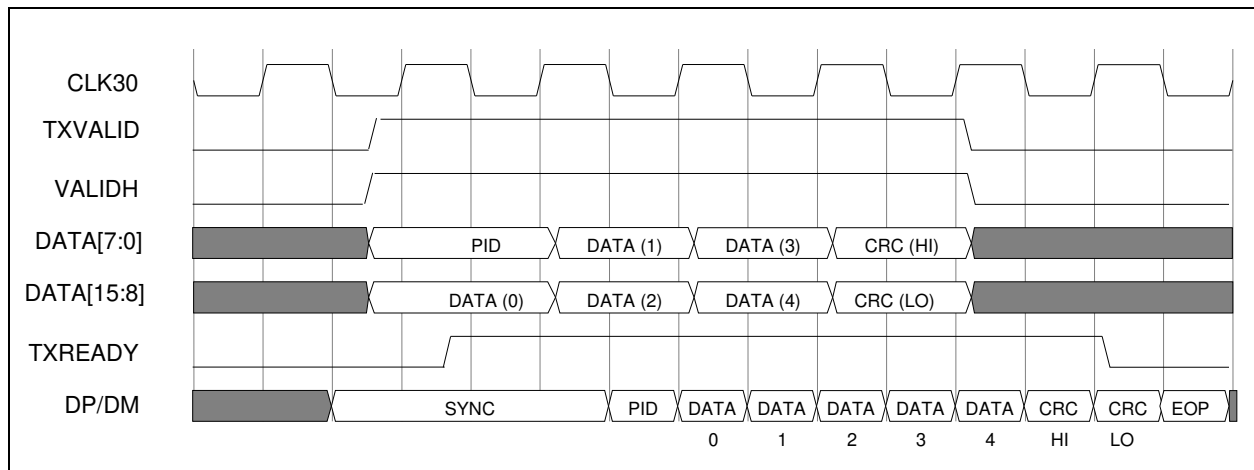 CLK30
TXVALID
VALIDH
DATA[7:0] PID DATA (1) DATA (3) CRC (HI)
DATA[15:8] DATA (0) DATA (2) DATA (4) CRC (LO)
TXREADY
DP/DM SYNC PID DATA DATA DATA DATA DATA CRC CRC EOP
0 1 2 3 4 HI LO